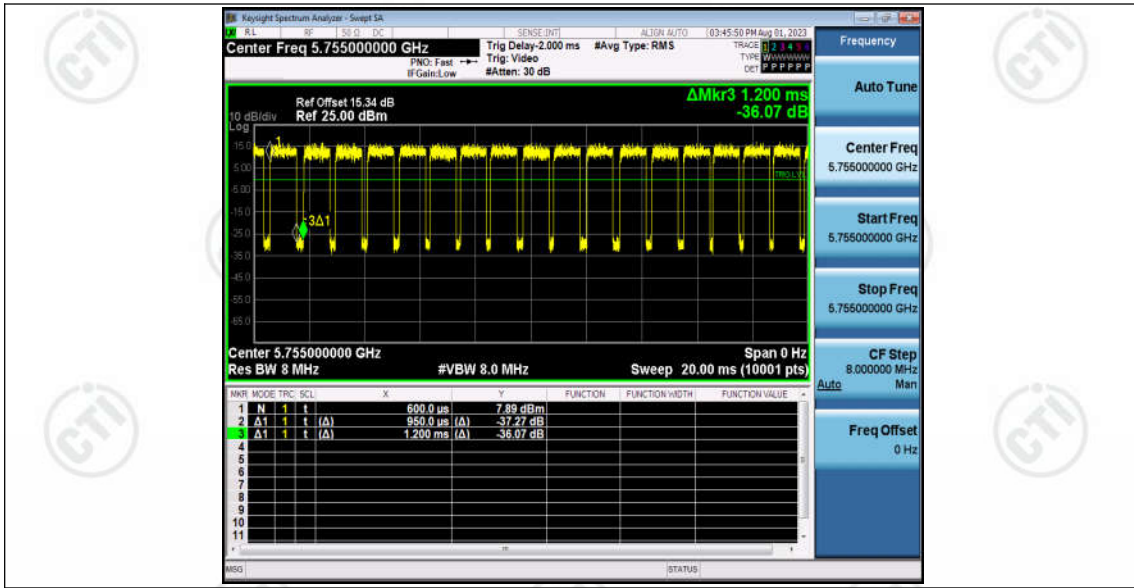 Keysight Spectrum Analyzer - Swept SA
RL RF 50 Ω DC SENSE:INT ALIGN AUTO 03:45:50 PM Aug 01, 2023
Center Freq 5.755000000 GHz Trig Delay-2.000 ms #Avg Type: RMS TRACE 1 2 3 4 5 6
PNO: Fast Trig: Video TYPE WWWWWW
IFGain:Low #Atten: 30 dB DET P P P P P P
Frequency
Auto Tune
ΔMkr3 1.200 ms
-36.07 dB
Ref Offset 15.34 dB
10 dB/div Ref 25.00 dBm
Log
15.0
5.00
-5.00
-15.0
-25.0
-35.0
-45.0
-55.0
-65.0
1
3Δ1
TRIG LVL
Center 5.755000000 GHz Span 0 Hz
Res BW 8 MHz #VBW 8.0 MHz Sweep 20.00 ms (10001 pts)
MKR MODE TRC SCL X Y FUNCTION FUNCTION WIDTH FUNCTION VALUE
1 N 1 t 600.0 µs 7.89 dBm
2 Δ1 1 t (Δ) 950.0 µs (Δ) -37.27 dB
3 Δ1 1 t (Δ) 1.200 ms (Δ) -36.07 dB
4
5
6
7
8
9
10
11
MSG STATUS
Center Freq
5.755000000 GHz
Start Freq
5.755000000 GHz
Stop Freq
5.755000000 GHz
CF Step
8.000000 MHz
Auto Man
Freq Offset
0 Hz
CTI
CTI
CTI
CTI